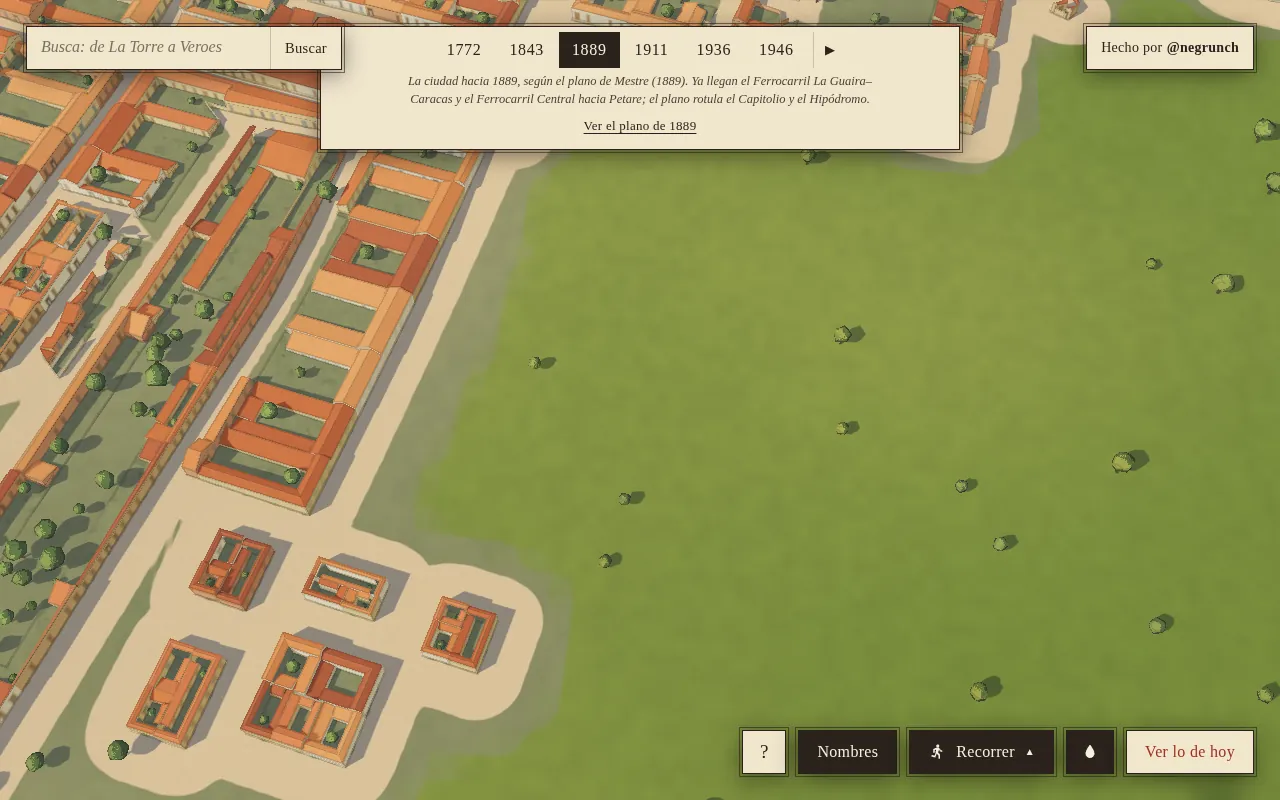 Busca: de La Torre a Veroes
Buscar
1772 1843 1889 1911 1936 1946 ▶
La ciudad hacia 1889, según el plano de Mestre (1889). Ya llegan el Ferrocarril La Guaira–
Caracas y el Ferrocarril Central hacia Petare; el plano rotula el Capitolio y el Hipódromo.
Ver el plano de 1889
Hecho por @negrunch
?
Nombres
Recorrer ▲
Ver lo de hoy